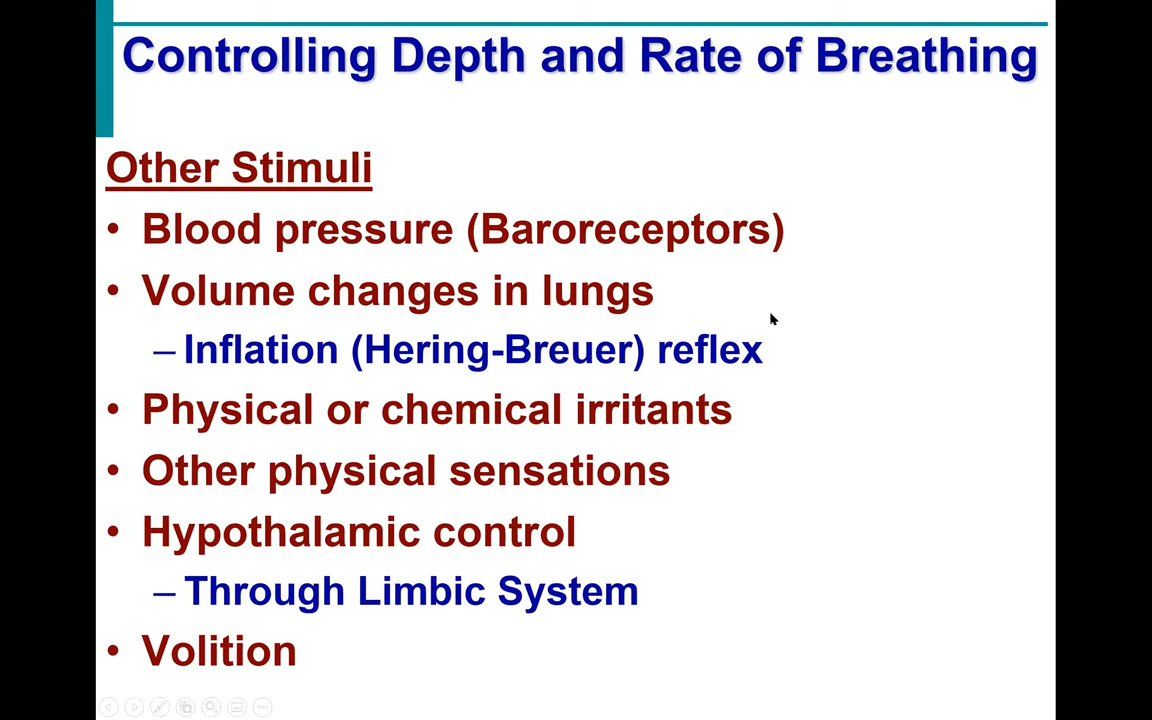 Controlling Depth and Rate of Breathing
Other Stimuli
• Blood pressure (Baroreceptors)
• Volume changes in lungs
– Inflation (Hering-Breuer) reflex
• Physical or chemical irritants
• Other physical sensations
• Hypothalamic control
– Through Limbic System
• Volition